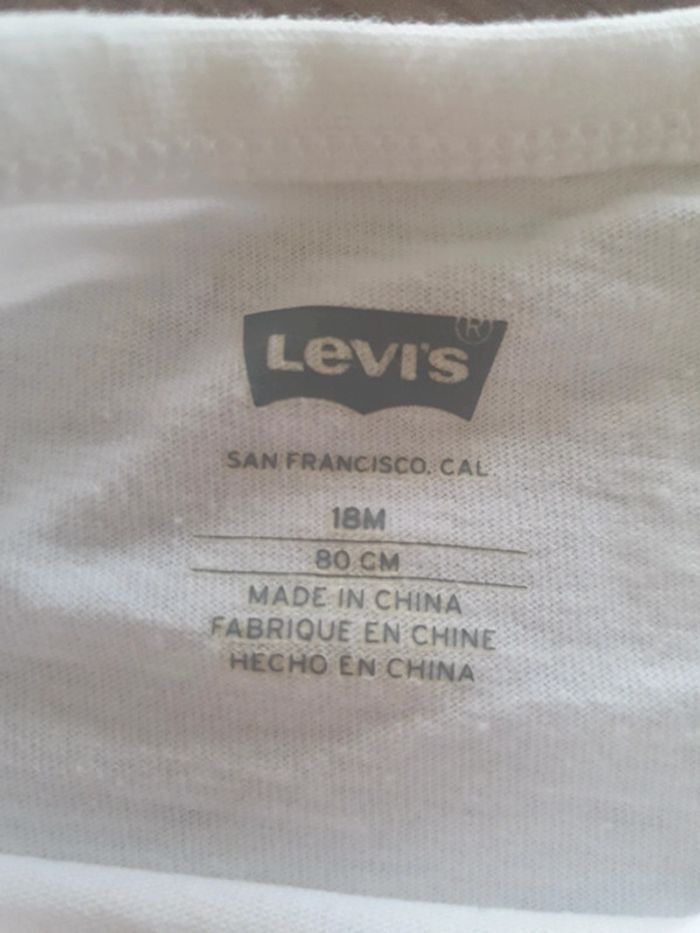 Levi's®
SAN FRANCISCO. CAL
18M
80 CM
MADE IN CHINA
FABRIQUE EN CHINE
HECHO EN CHINA